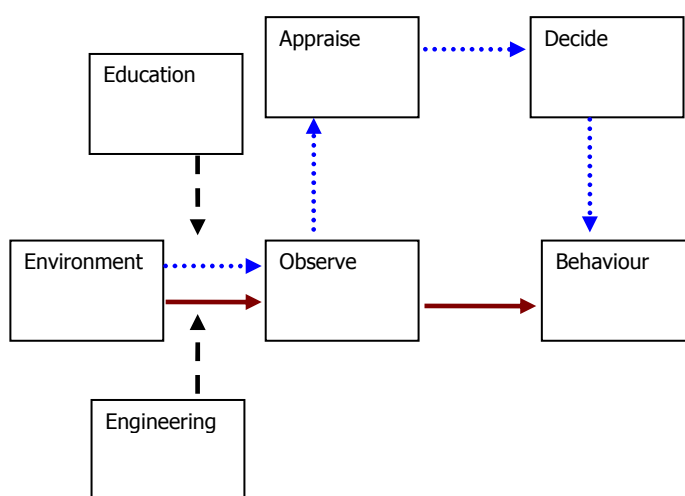 Appraise
Decide
Education
Environment
Observe
Behaviour
Engineering